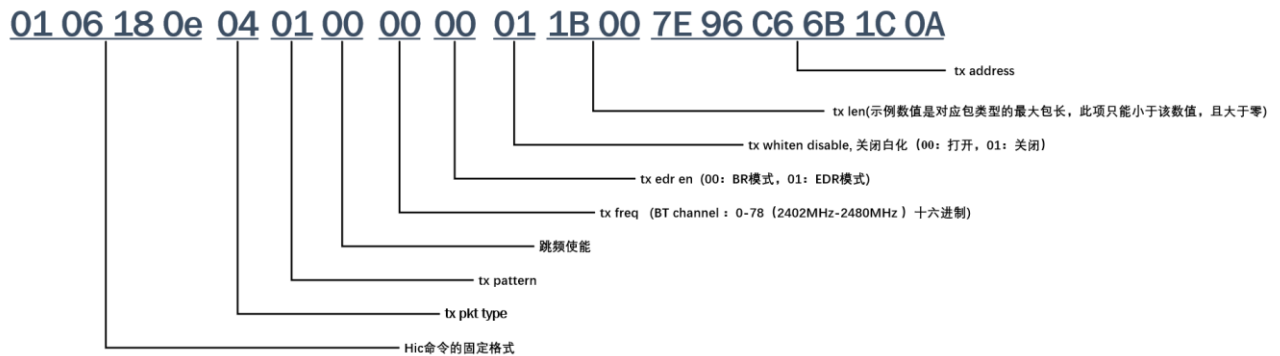 01 06 18 0e 04 01 00 00 00 01 1B 00 7E 96 C6 6B 1C 0A
tx address
tx len(示例数值是对应包类型的最大包长，此项只能小于该数值，且大于零)
tx whiten disable, 关闭白化（00：打开，01：关闭）
tx edr en（00：BR模式，01：EDR模式)
tx freq （BT channel：0-78（2402MHz-2480MHz ）十六进制)
跳频使能
tx pattern
tx pkt type
Hic命令的固定格式